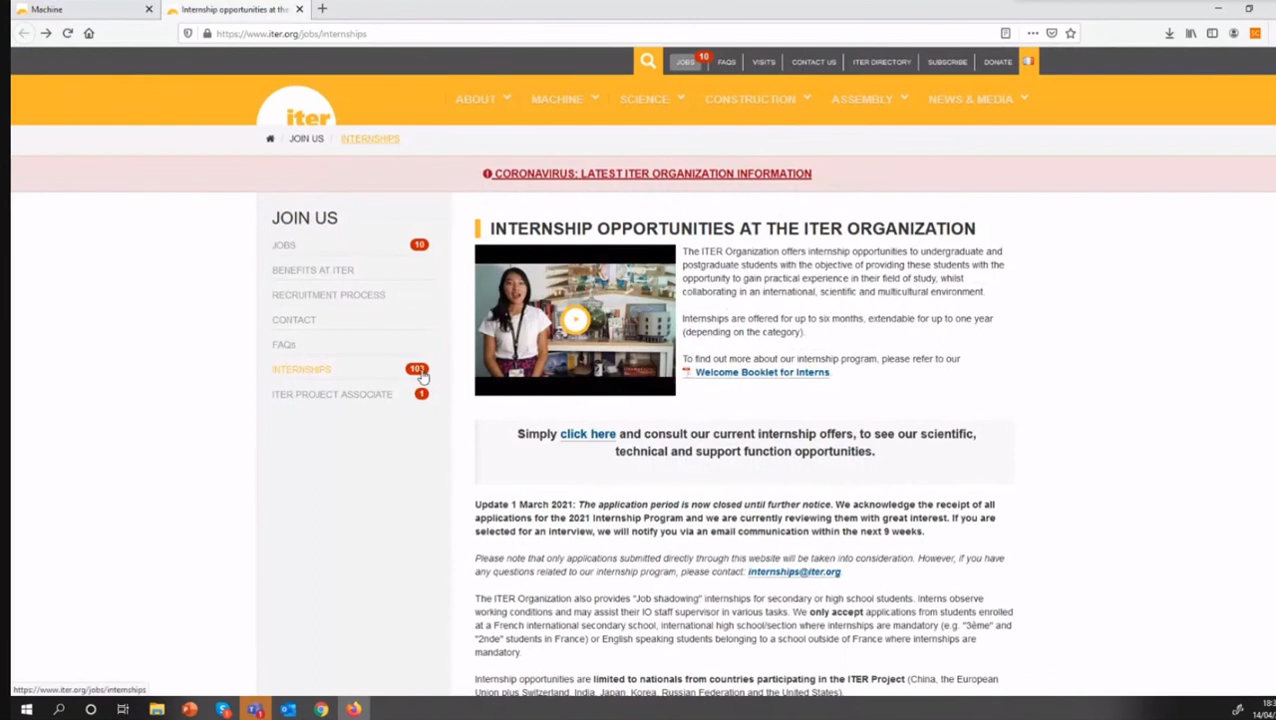 Machine
Internship opportunities at the
https://www.iter.org/jobs/internships
JOBS 10 FAQS VISITS CONTACT US ITER DIRECTORY SUBSCRIBE DONATE
iter
ABOUT MACHINE SCIENCE CONSTRUCTION ASSEMBLY NEWS & MEDIA
/ JOIN US / INTERNSHIPS
CORONAVIRUS: LATEST ITER ORGANIZATION INFORMATION
JOIN US
JOBS 10
BENEFITS AT ITER
RECRUITMENT PROCESS
CONTACT
FAQs
INTERNSHIPS
ITER PROJECT ASSOCIATE 1
INTERNSHIP OPPORTUNITIES AT THE ITER ORGANIZATION
The ITER Organization offers internship opportunities to undergraduate and
postgraduate students with the objective of providing these students with the
opportunity to gain practical experience in their field of study, whilst
collaborating in an international, scientific and multicultural environment.
Internships are offered for up to six months, extendable for up to one year
(depending on the category).
To find out more about our internship program, please refer to our
Welcome Booklet for Interns.
Simply click here and consult our current internship offers, to see our scientific,
technical and support function opportunities.
Update 1 March 2021: The application period is now closed until further notice. We acknowledge the receipt of all
applications for the 2021 Internship Program and we are currently reviewing them with great interest. If you are
selected for an interview, we will notify you via an email communication within the next 9 weeks.
Please note that only applications submitted directly through this website will be taken into consideration. However, if you have
any questions related to our internship program, please contact: internships@iter.org.
The ITER Organization also provides "Job shadowing" internships for secondary or high school students. Interns observe
working conditions and may assist their IO staff supervisor in various tasks. We only accept applications from students enrolled
at a French international secondary school, international high school/section where internships are mandatory (e.g. "3ème" and
"2nde" students in France) or English speaking students belonging to a school outside of France where internships are
mandatory.
Internship opportunities are limited to nationals from countries participating in the ITER Project (China, the European
Union plus Switzerland, India, Japan, Korea, Russian Federation and the United States).
https://www.iter.org/jobs/internships
18:3
14/04/